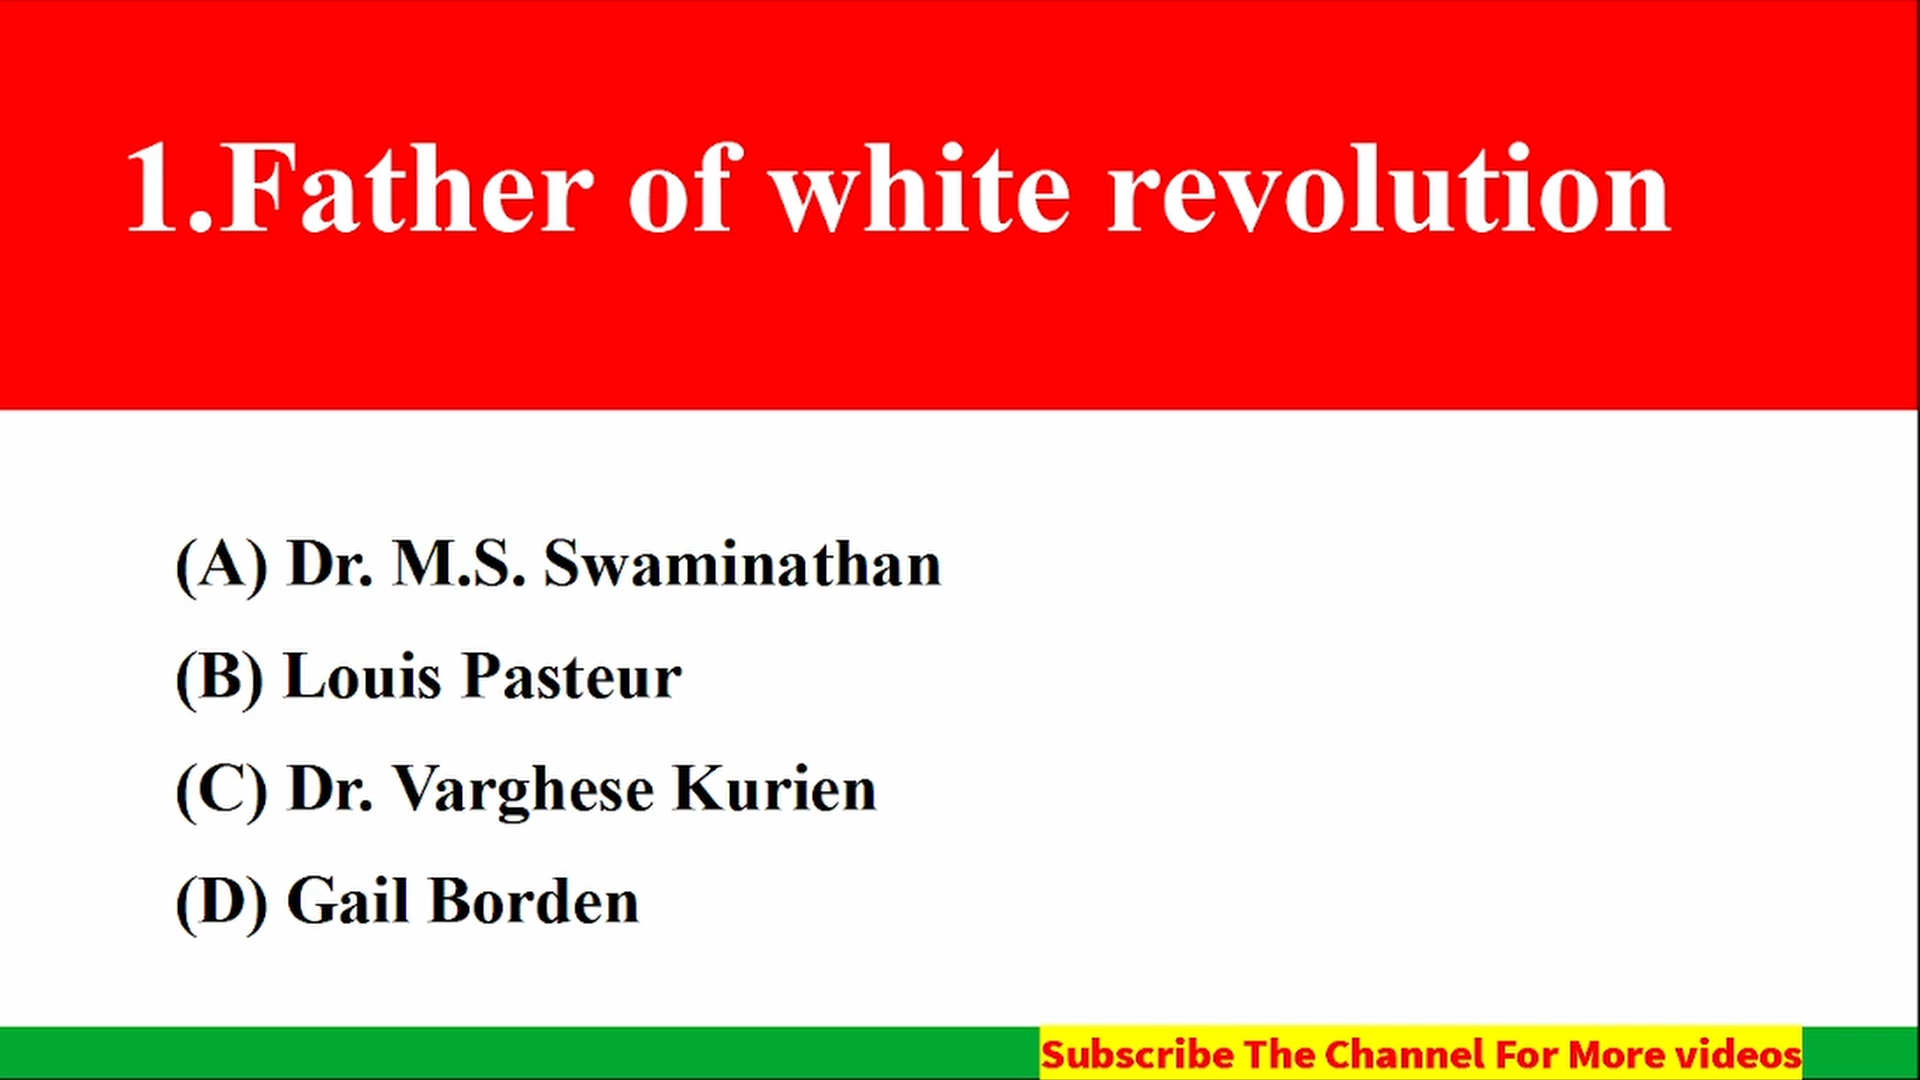 1.Father of white revolution
(A) Dr. M.S. Swaminathan
(B) Louis Pasteur
(C) Dr. Varghese Kurien
(D) Gail Borden
Subscribe The Channel For More videos